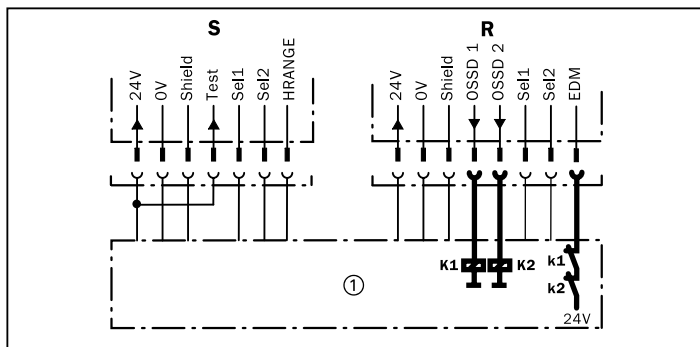 S
R
24V
0V
Shield
Test
Sel1
Sel2
HRANGE
24V
0V
Shield
OSSD 1
OSSD 2
Sel1
Sel2
EDM
K1
K2
k1
k2
①
24V